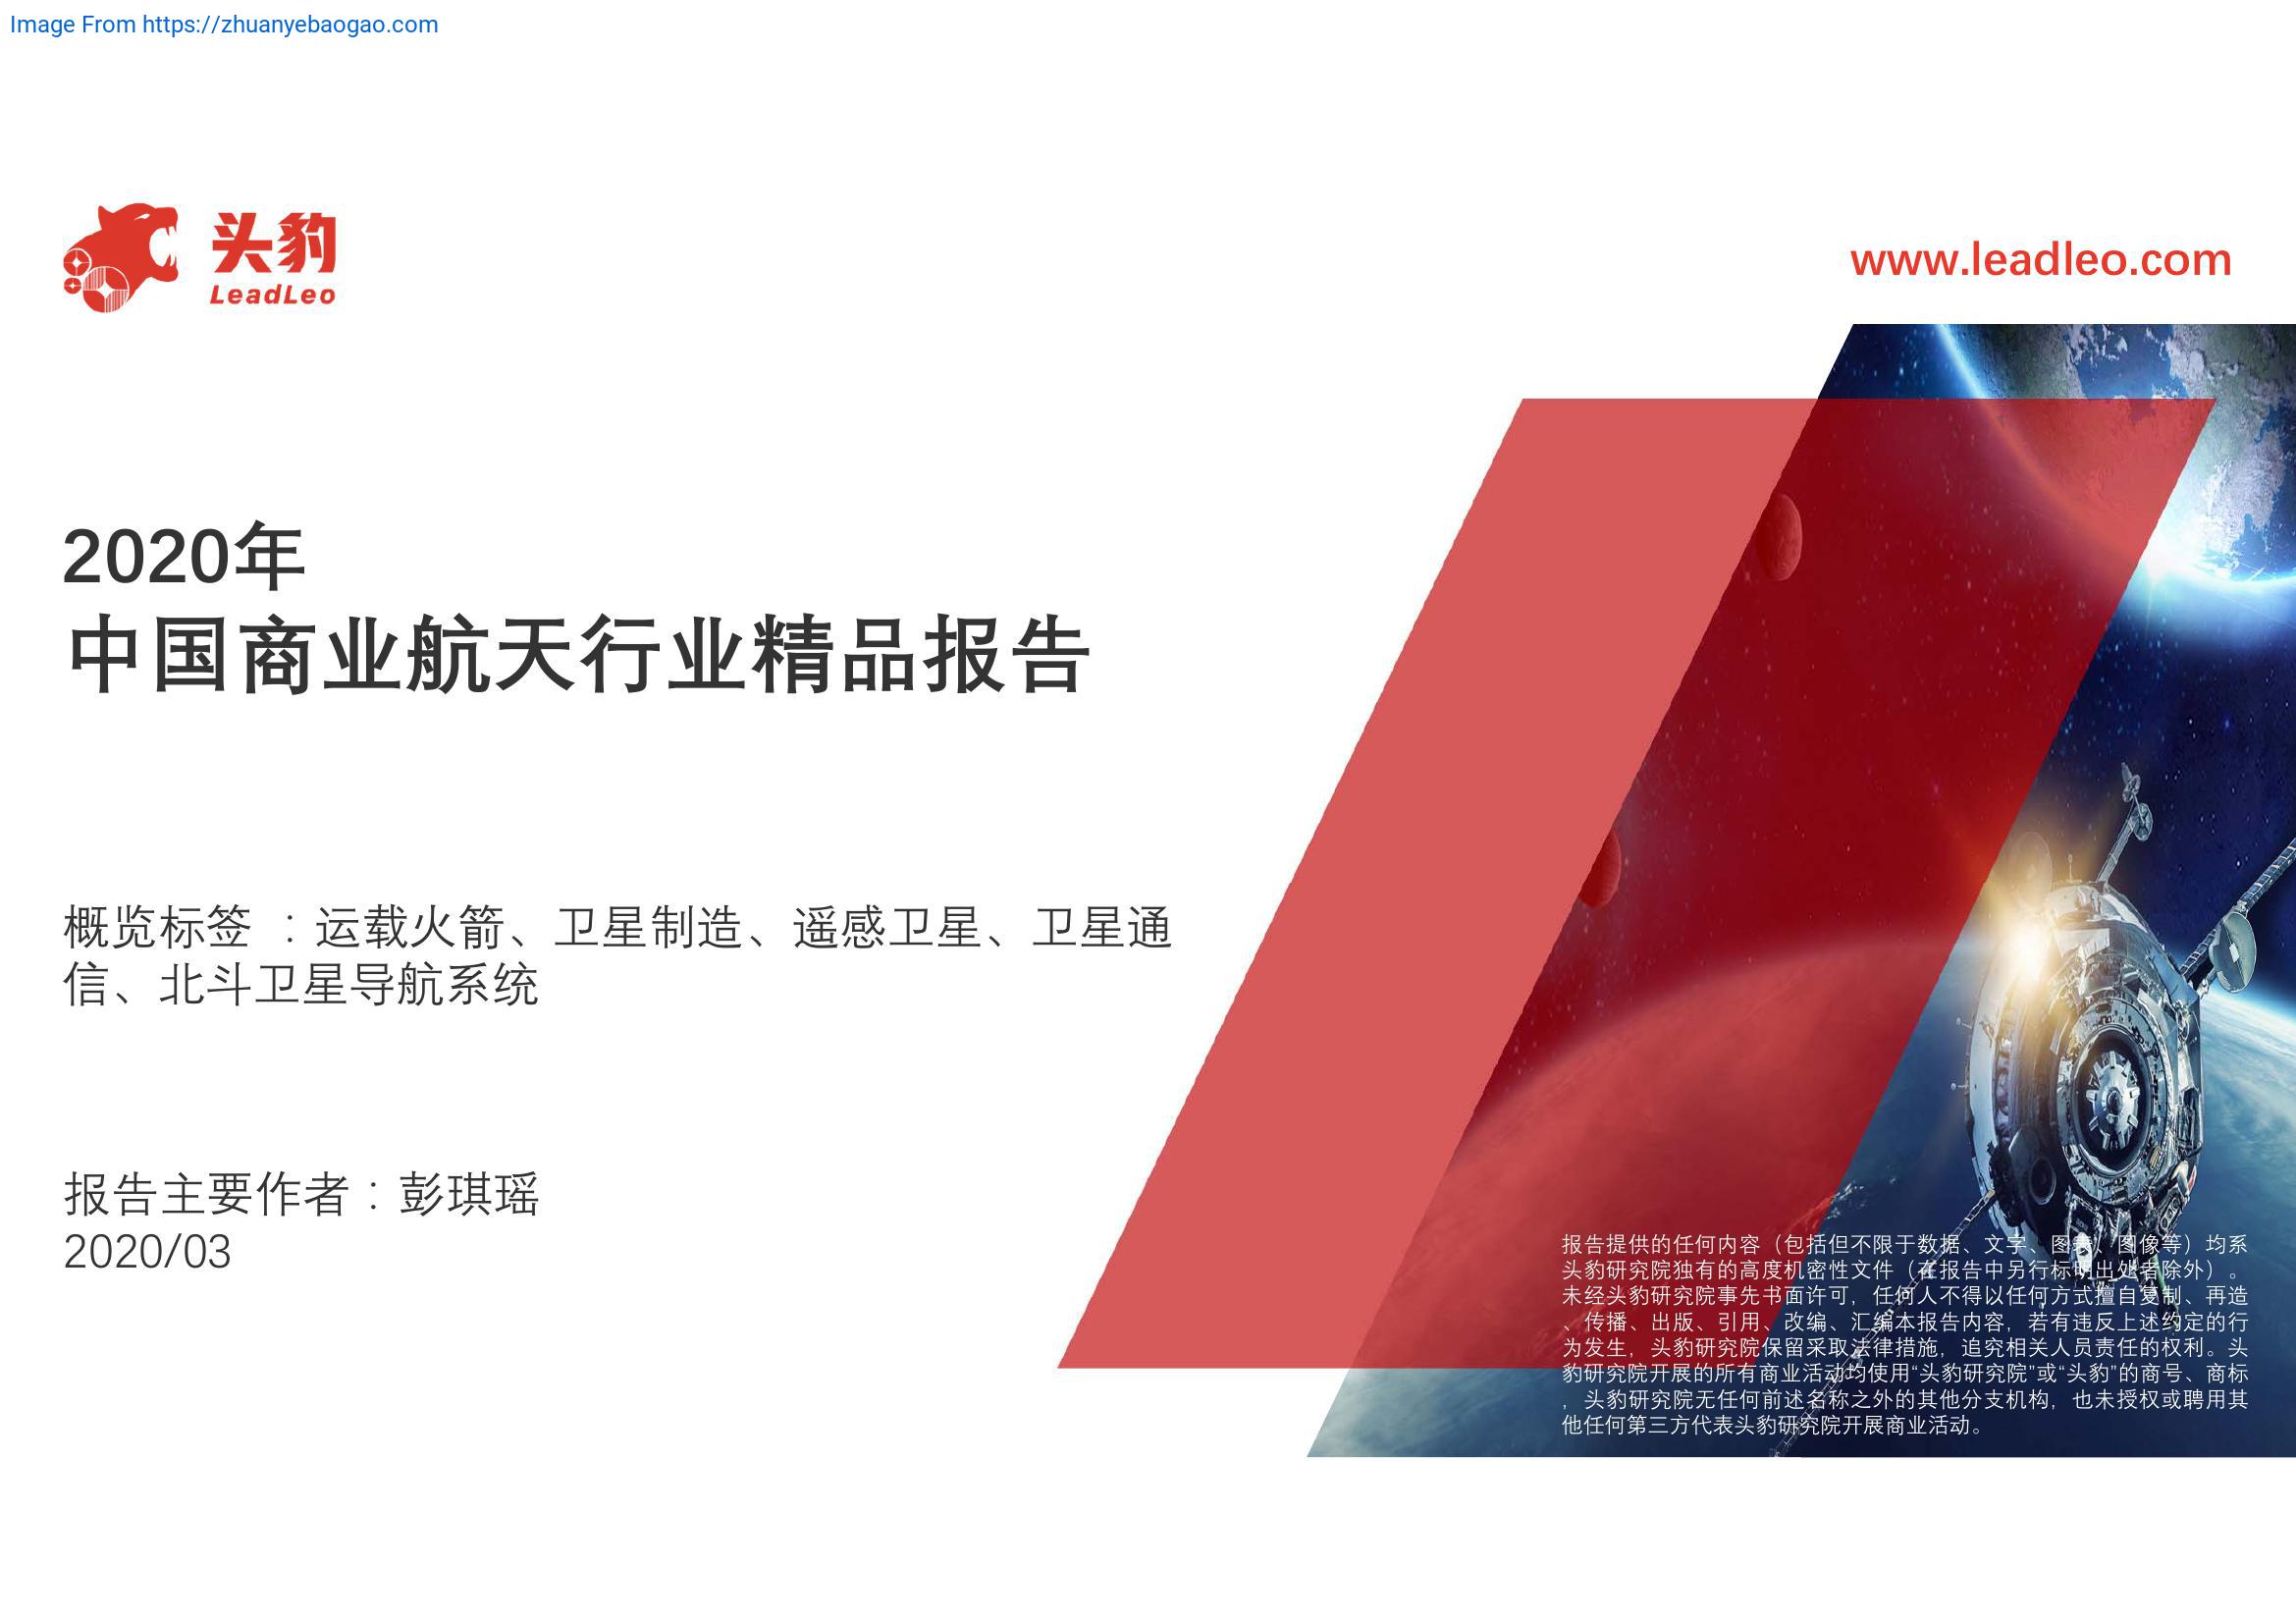 Image From https://zhuanyebaogao.com
头豹
LeadLeo
www.leadleo.com
2020年
中国商业航天行业精品报告
概览标签 ：运载火箭、卫星制造、遥感卫星、卫星通
信、北斗卫星导航系统
报告主要作者：彭琪瑶
2020/03
报告提供的任何内容（包括但不限于数据、文字、图表、图像等）均系
头豹研究院独有的高度机密性文件（在报告中另行标明出处者除外）。
未经头豹研究院事先书面许可，任何人不得以任何方式擅自复制、再造
、传播、出版、引用、改编、汇编本报告内容，若有违反上述约定的行
为发生，头豹研究院保留采取法律措施，追究相关人员责任的权利。头
豹研究院开展的所有商业活动均使用“头豹研究院”或“头豹”的商号、商标
，头豹研究院无任何前述名称之外的其他分支机构，也未授权或聘用其
他任何第三方代表头豹研究院开展商业活动。